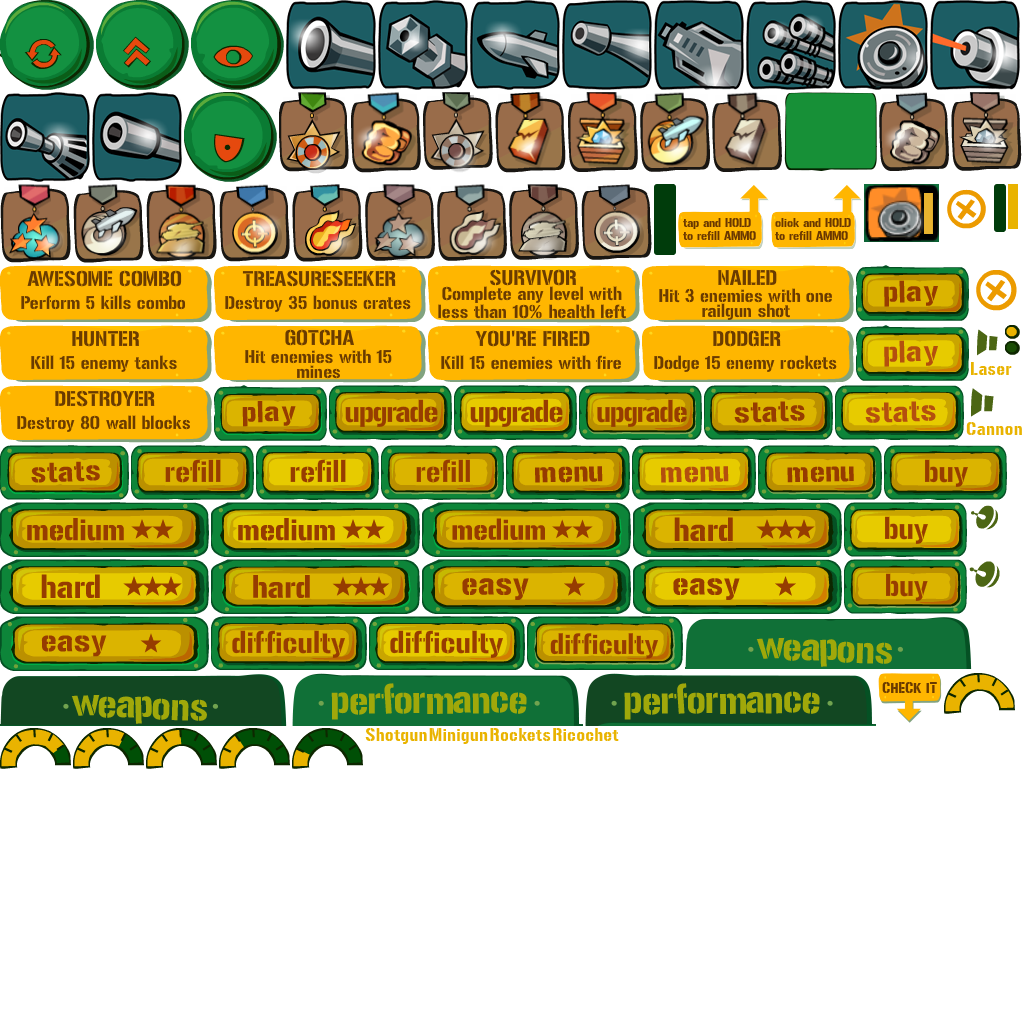 tap and HOLD
to refill AMMO
click and HOLD
to refill AMMO
AWESOME COMBO
Perform 5 kills combo
TREASURESEEKER
Destroy 35 bonus crates
SURVIVOR
Complete any level with
less than 10% health left
NAILED
Hit 3 enemies with one
railgun shot
play
HUNTER
Kill 15 enemy tanks
GOTCHA
Hit enemies with 15
mines
YOU'RE FIRED
Kill 15 enemies with fire
DODGER
Dodge 15 enemy rockets
play
Laser
DESTROYER
Destroy 80 wall blocks
play
upgrade
upgrade
upgrade
stats
stats
Cannon
stats
refill
refill
refill
menu
menu
menu
buy
medium
medium
medium
hard
buy
hard
hard
easy
easy
buy
easy
difficulty
difficulty
difficulty
weapons
weapons
performance
performance
CHECK IT
Shotgun Minigun Rockets Ricochet